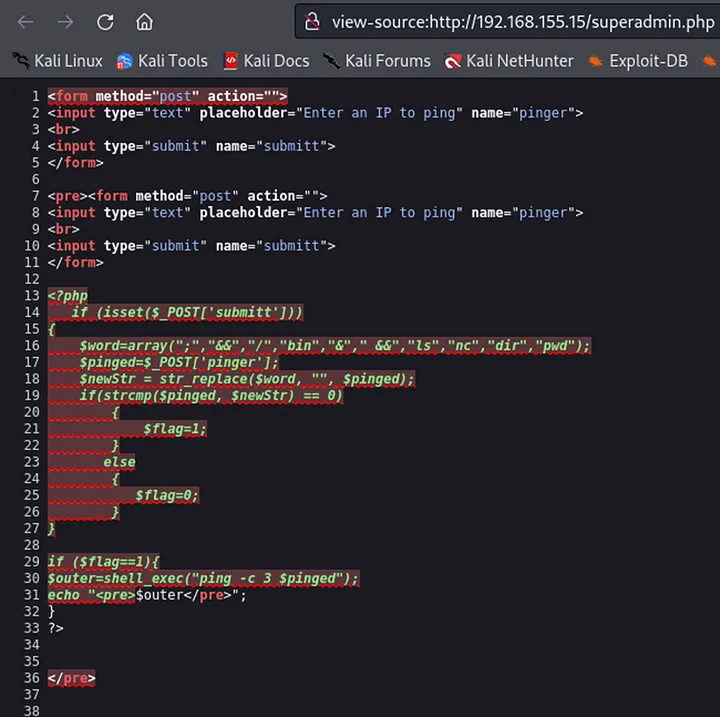 view-source:http://192.168.155.15/superadmin.php
Kali Linux Kali Tools Kali Docs Kali Forums Kali NetHunter Exploit-DB
1 <form method="post" action="">
2 <input type="text" placeholder="Enter an IP to ping" name="pinger">
3 <br>
4 <input type="submit" name="submitt">
5 </form>
6
7 <pre><form method="post" action="">
8 <input type="text" placeholder="Enter an IP to ping" name="pinger">
9 <br>
10 <input type="submit" name="submitt">
11 </form>
12
13 <?php
14    if (isset($_POST['submitt']))
15 {
16     $word=array(";","&&","/","bin","&"," &&","ls","nc","dir","pwd");
17     $pinged=$_POST['pinger'];
18     $newStr = str_replace($word, "", $pinged);
19     if(strcmp($pinged, $newStr) == 0)
20         {
21             $flag=1;
22         }
23        else
24         {
25            $flag=0;
26         }
27 }
28
29 if ($flag==1){
30 $outer=shell_exec("ping -c 3 $pinged");
31 echo "<pre>$outer</pre>";
32 }
33 ?>
34
35
36 </pre>
37
38